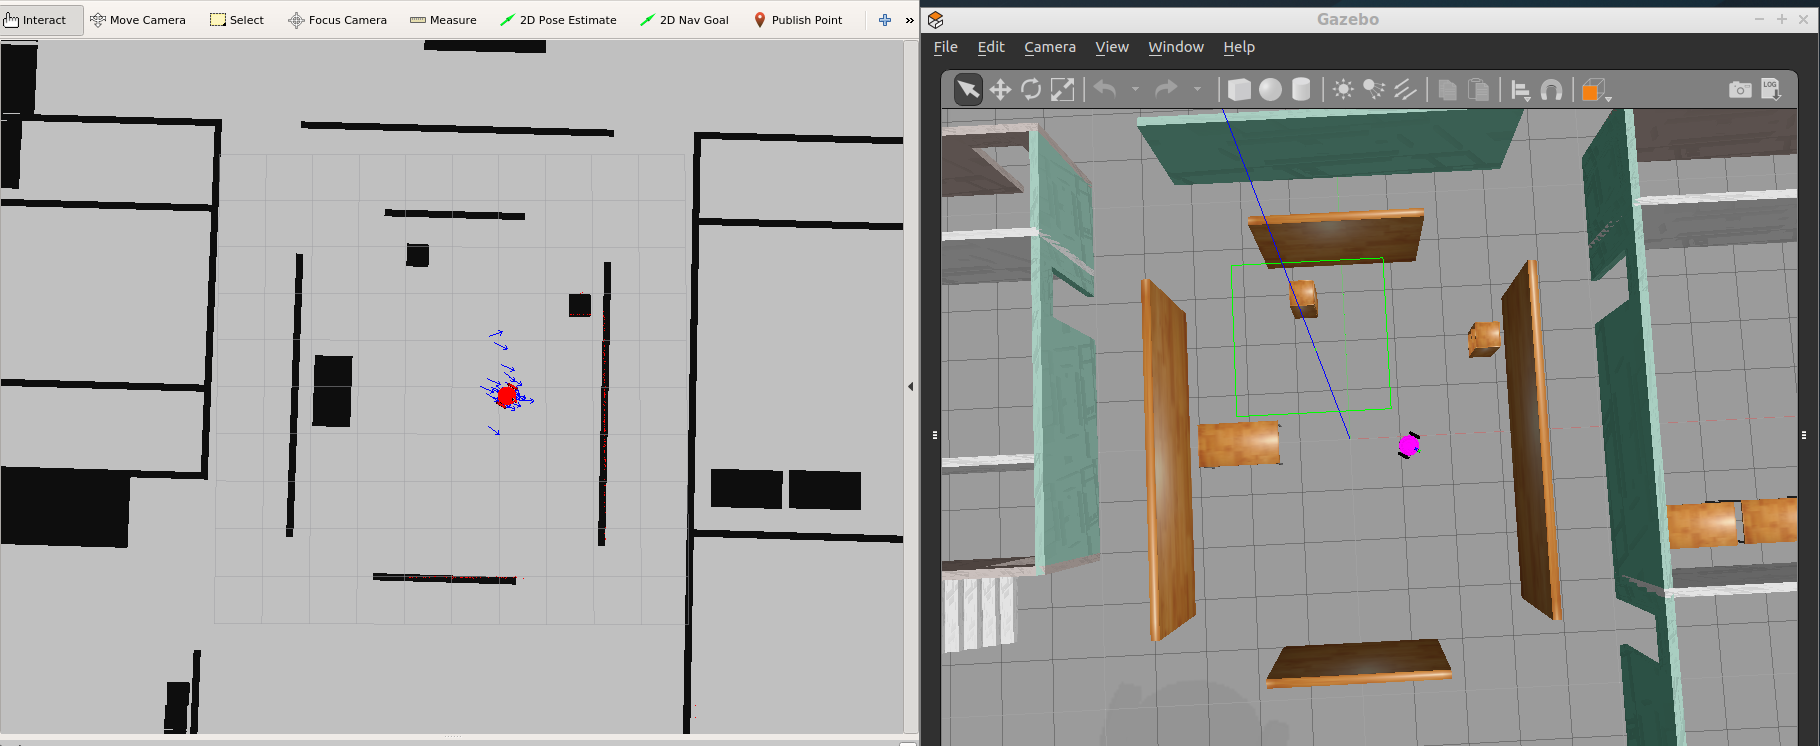 Interact Move Camera Select Focus Camera Measure 2D Pose Estimate 2D Nav Goal Publish Point »
Gazebo
File Edit Camera View Window Help
LOG